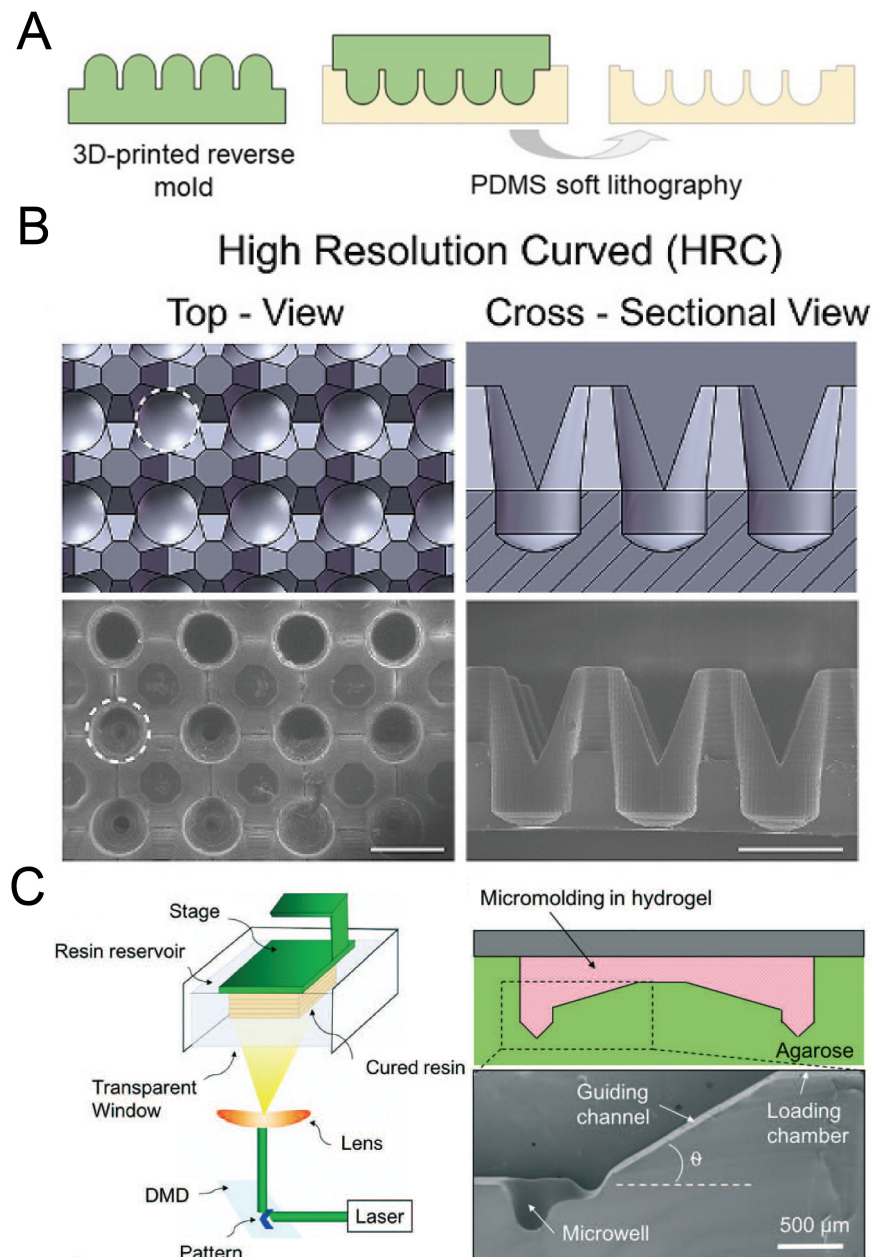 A
3D-printed reverse
mold
PDMS soft lithography
B
High Resolution Curved (HRC)
Top - View
Cross - Sectional View
C
Stage
Resin reservoir
Cured resin
Transparent
Window
Lens
DMD
Laser
Pattern
Micromolding in hydrogel
Agarose
Guiding
channel
Loading
chamber
ϑ
Microwell
500 µm